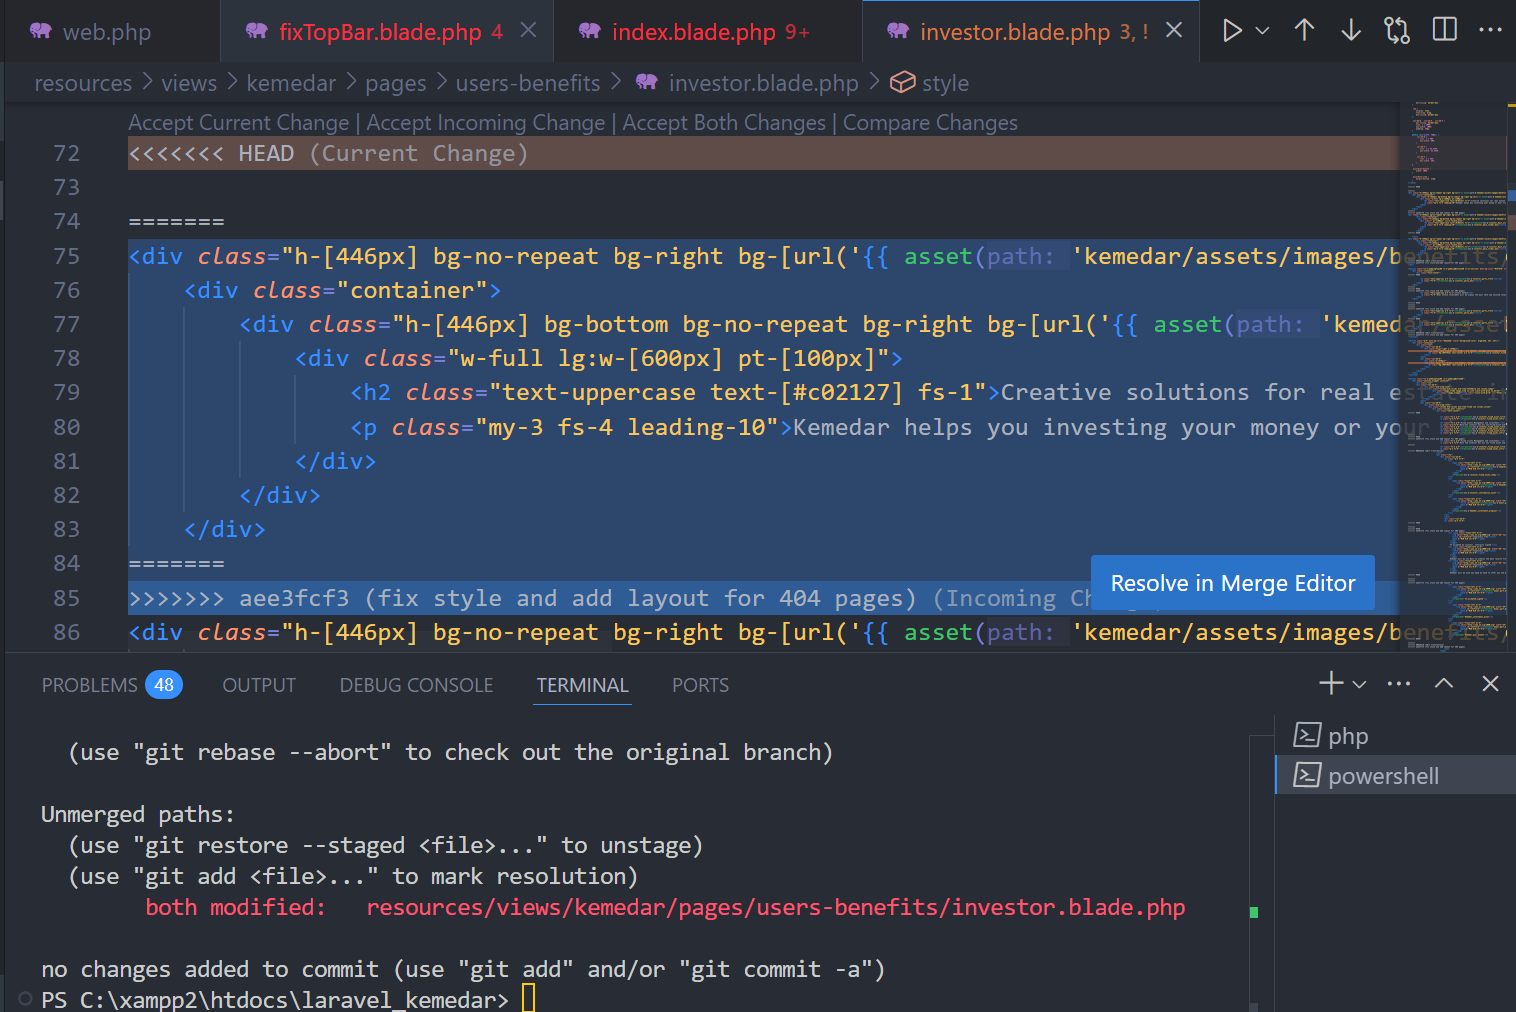 web.php
fixTopBar.blade.php 4
index.blade.php 9+
investor.blade.php 3, !
resources > views > kemedar > pages > users-benefits > investor.blade.php > style
Accept Current Change | Accept Incoming Change | Accept Both Changes | Compare Changes
72 <<<<<<< HEAD (Current Change)
73
74 =======
75 <div class="h-[446px] bg-no-repeat bg-right bg-[url('{{ asset(path: 'kemedar/assets/images/benefits/
76 <div class="container">
77 <div class="h-[446px] bg-bottom bg-no-repeat bg-right bg-[url('{{ asset(path: 'kemedar/asset
78 <div class="w-full lg:w-[600px] pt-[100px]">
79 <h2 class="text-uppercase text-[#c02127] fs-1">Creative solutions for real estate in
80 <p class="my-3 fs-4 leading-10">Kemedar helps you investing your money or your
81 </div>
82 </div>
83 </div>
84 =======
85 >>>>>>> aee3fcf3 (fix style and add layout for 404 pages) (Incoming Ch
Resolve in Merge Editor
86 <div class="h-[446px] bg-no-repeat bg-right bg-[url('{{ asset(path: 'kemedar/assets/images/benefits/
PROBLEMS 48 OUTPUT DEBUG CONSOLE TERMINAL PORTS
php
powershell
(use "git rebase --abort" to check out the original branch)
Unmerged paths:
(use "git restore --staged <file>..." to unstage)
(use "git add <file>..." to mark resolution)
both modified: resources/views/kemedar/pages/users-benefits/investor.blade.php
no changes added to commit (use "git add" and/or "git commit -a")
PS C:\xampp2\htdocs\laravel_kemedar>